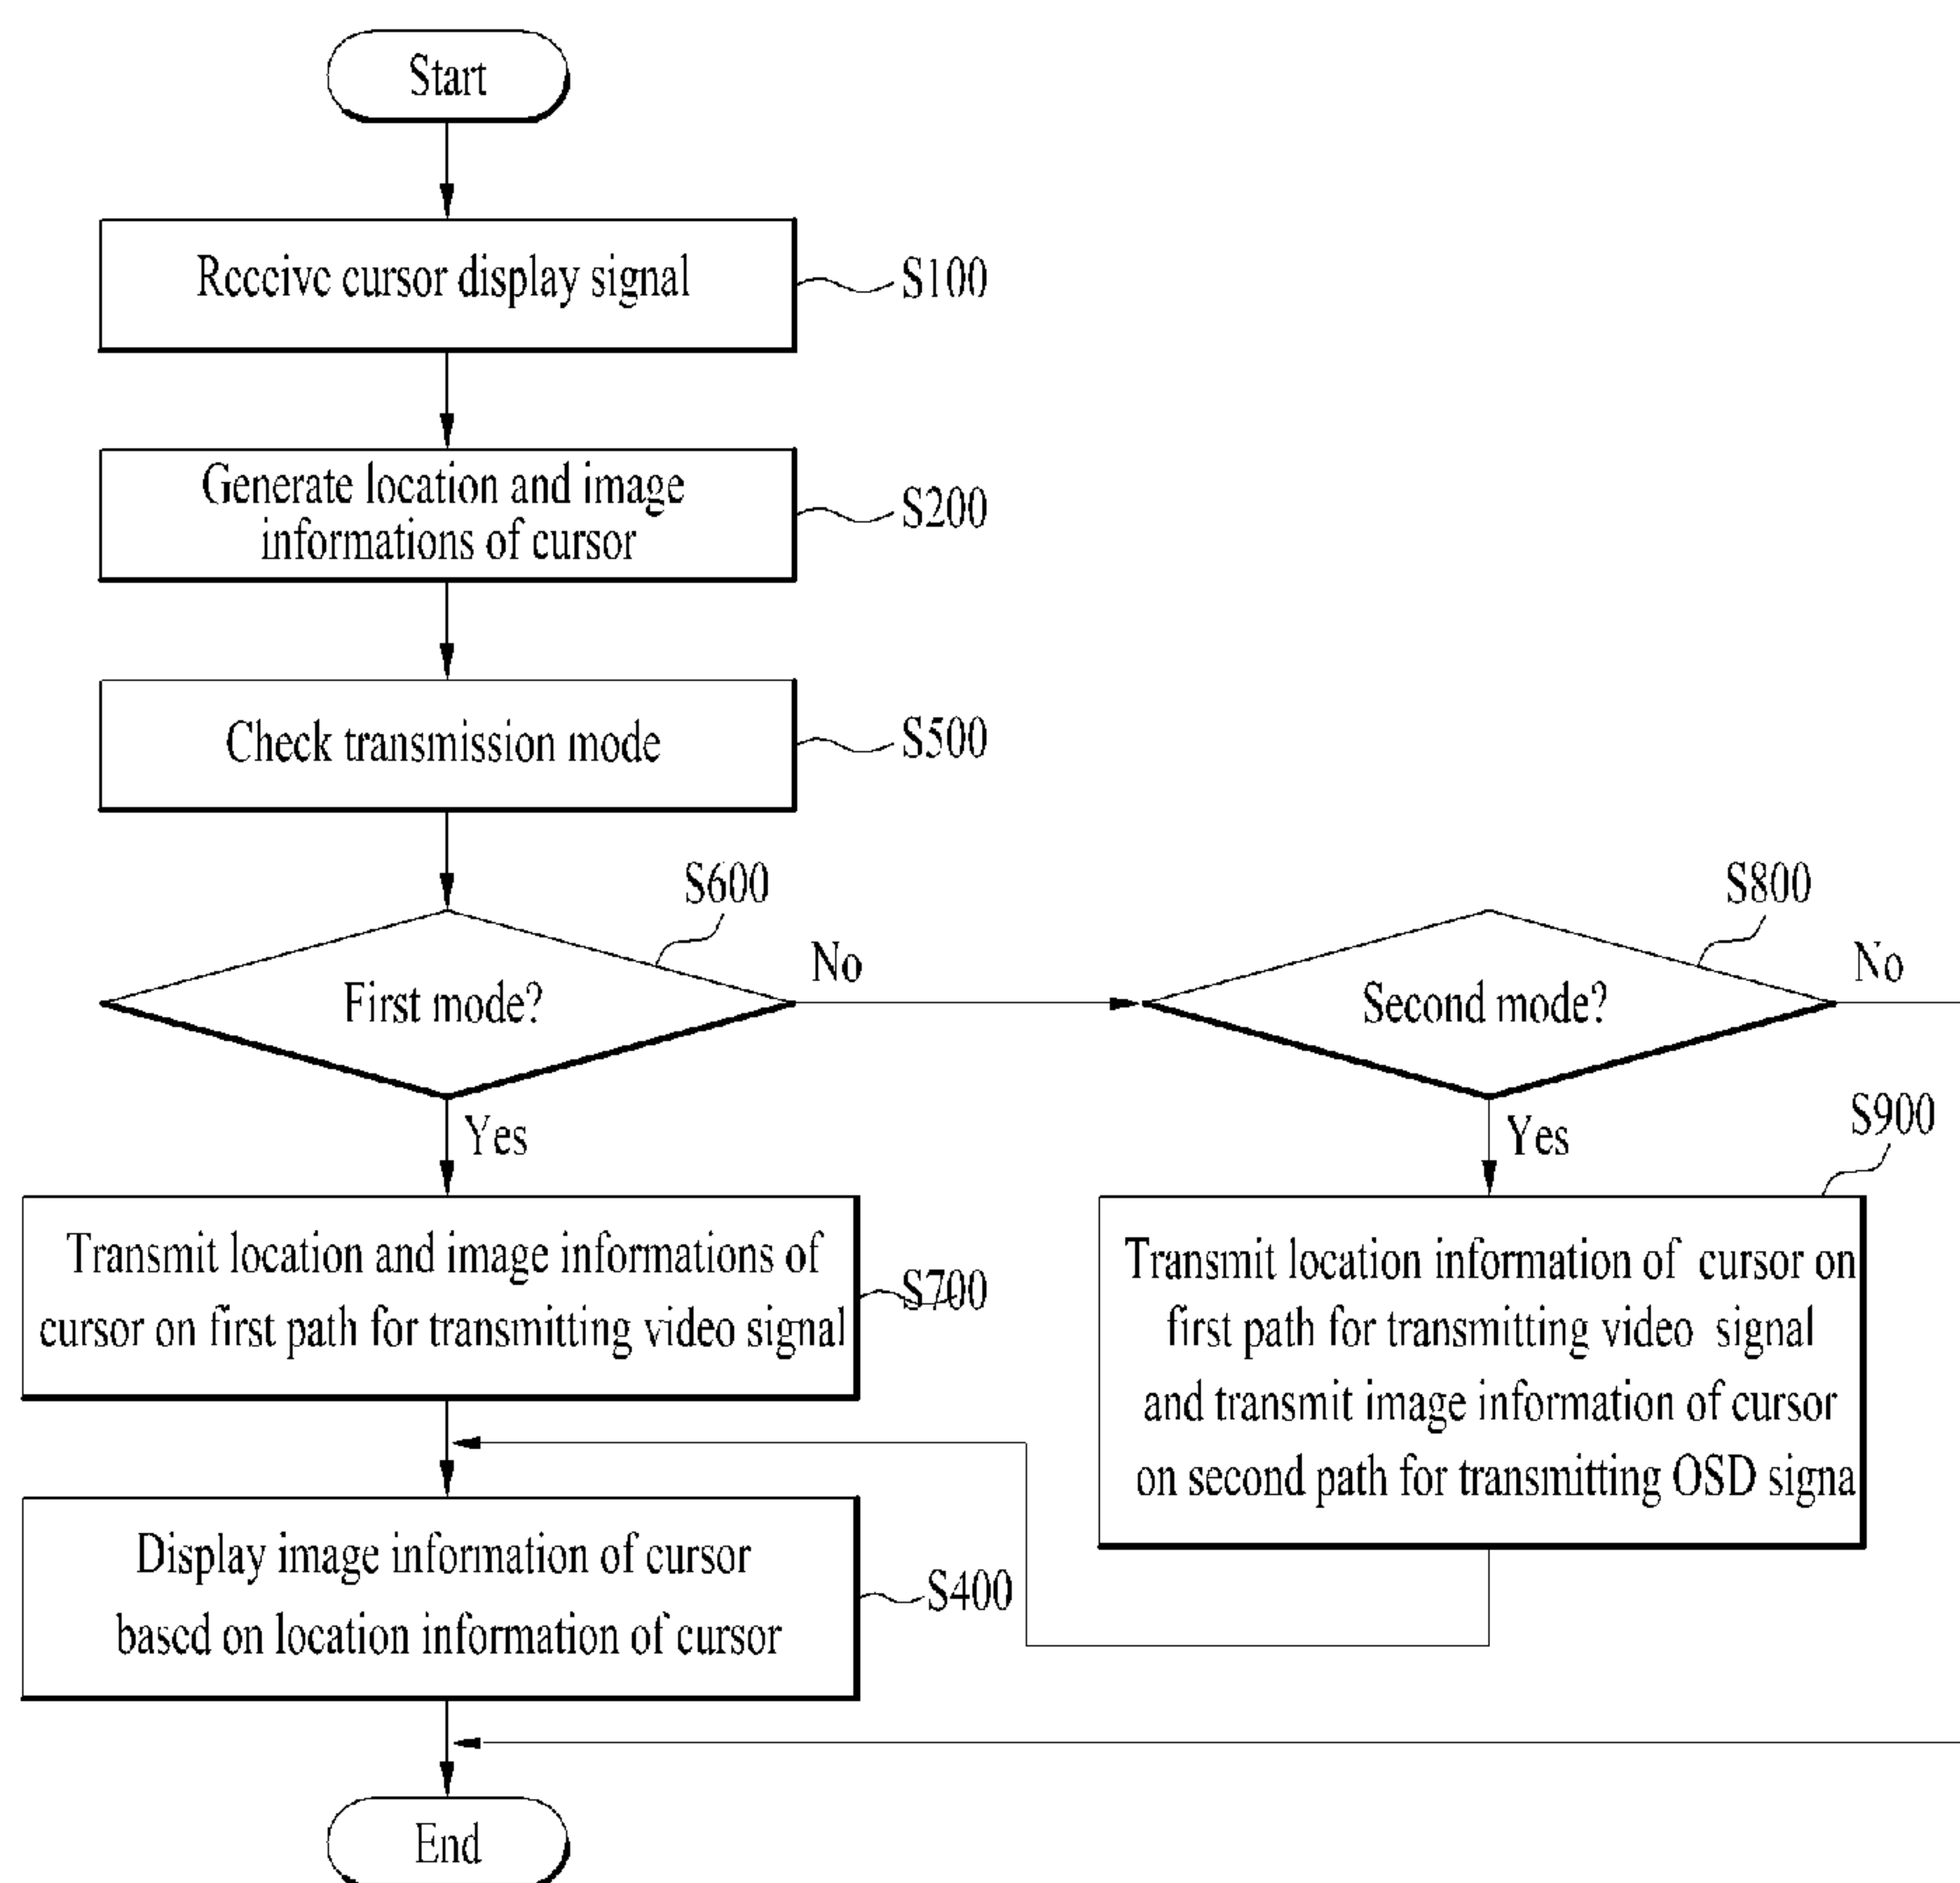 Start
Receive cursor display signal
S100
Generate location and image
informations of cursor
S200
Check transmission mode
S500
S600
First mode?
No
Yes
S800
Second mode?
No
Yes
S900
Transmit location and image informations of
cursor on first path for transmitting video signal
S700
Transmit location information of cursor on
first path for transmitting video signal
and transmit image information of cursor
on second path for transmitting OSD signa
Display image information of cursor
based on location information of cursor
S400
End